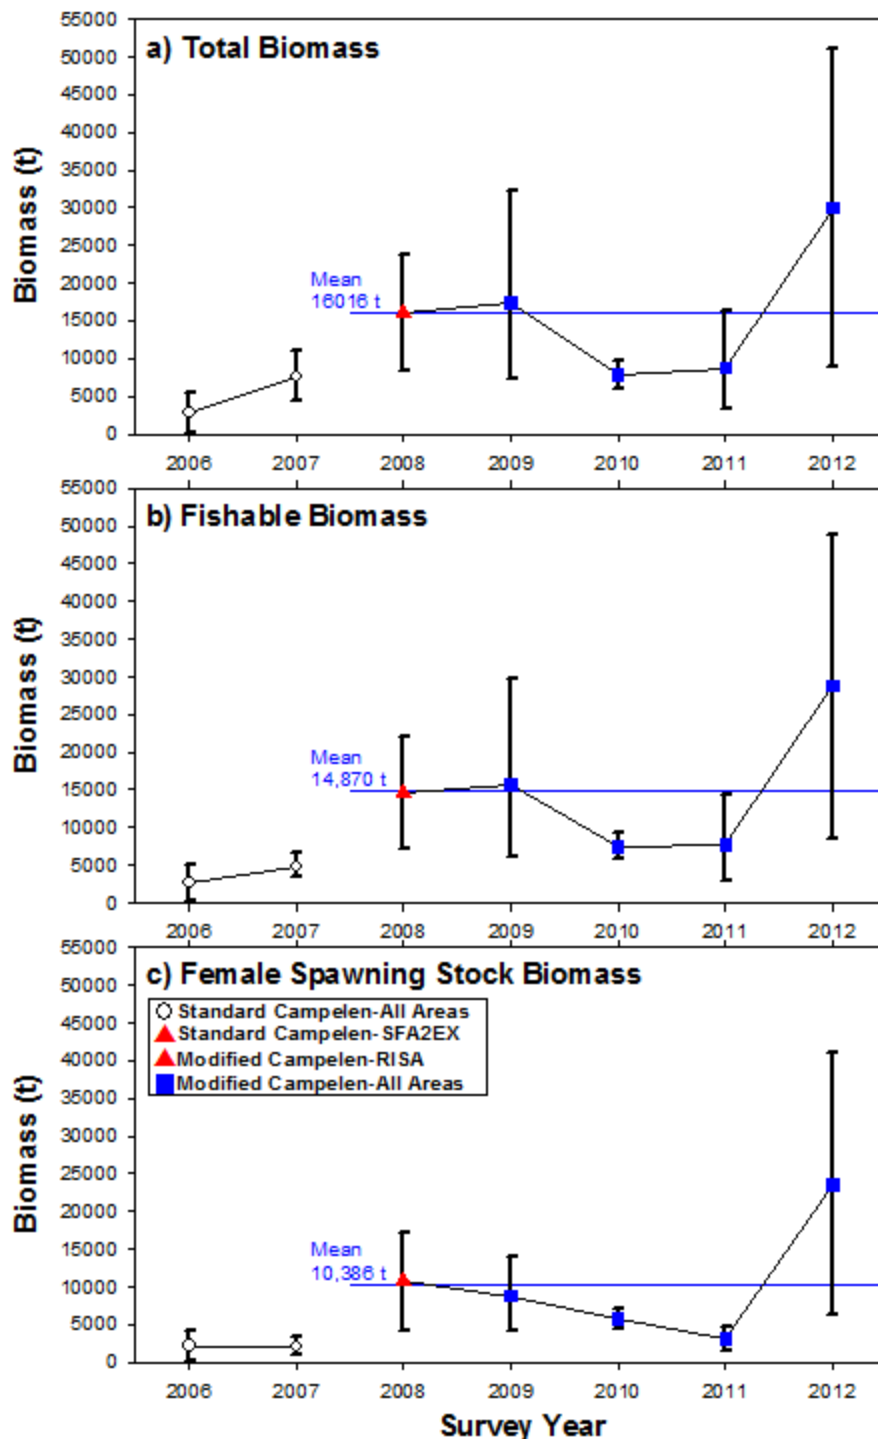 a) Total Biomass
Biomass (t)
55000
50000
45000
40000
35000
30000
25000
20000
15000
10000
5000
0
Mean
16016 t
2006 2007 2008 2009 2010 2011 2012
b) Fishable Biomass
Biomass (t)
55000
50000
45000
40000
35000
30000
25000
20000
15000
10000
5000
0
Mean
14,870 t
2006 2007 2008 2009 2010 2011 2012
c) Female Spawning Stock Biomass
Standard Campelen-All Areas
Standard Campelen-SFA2EX
Modified Campelen-RISA
Modified Campelen-All Areas
Biomass (t)
55000
50000
45000
40000
35000
30000
25000
20000
15000
10000
5000
0
Mean
10,386 t
2006 2007 2008 2009 2010 2011 2012
Survey Year